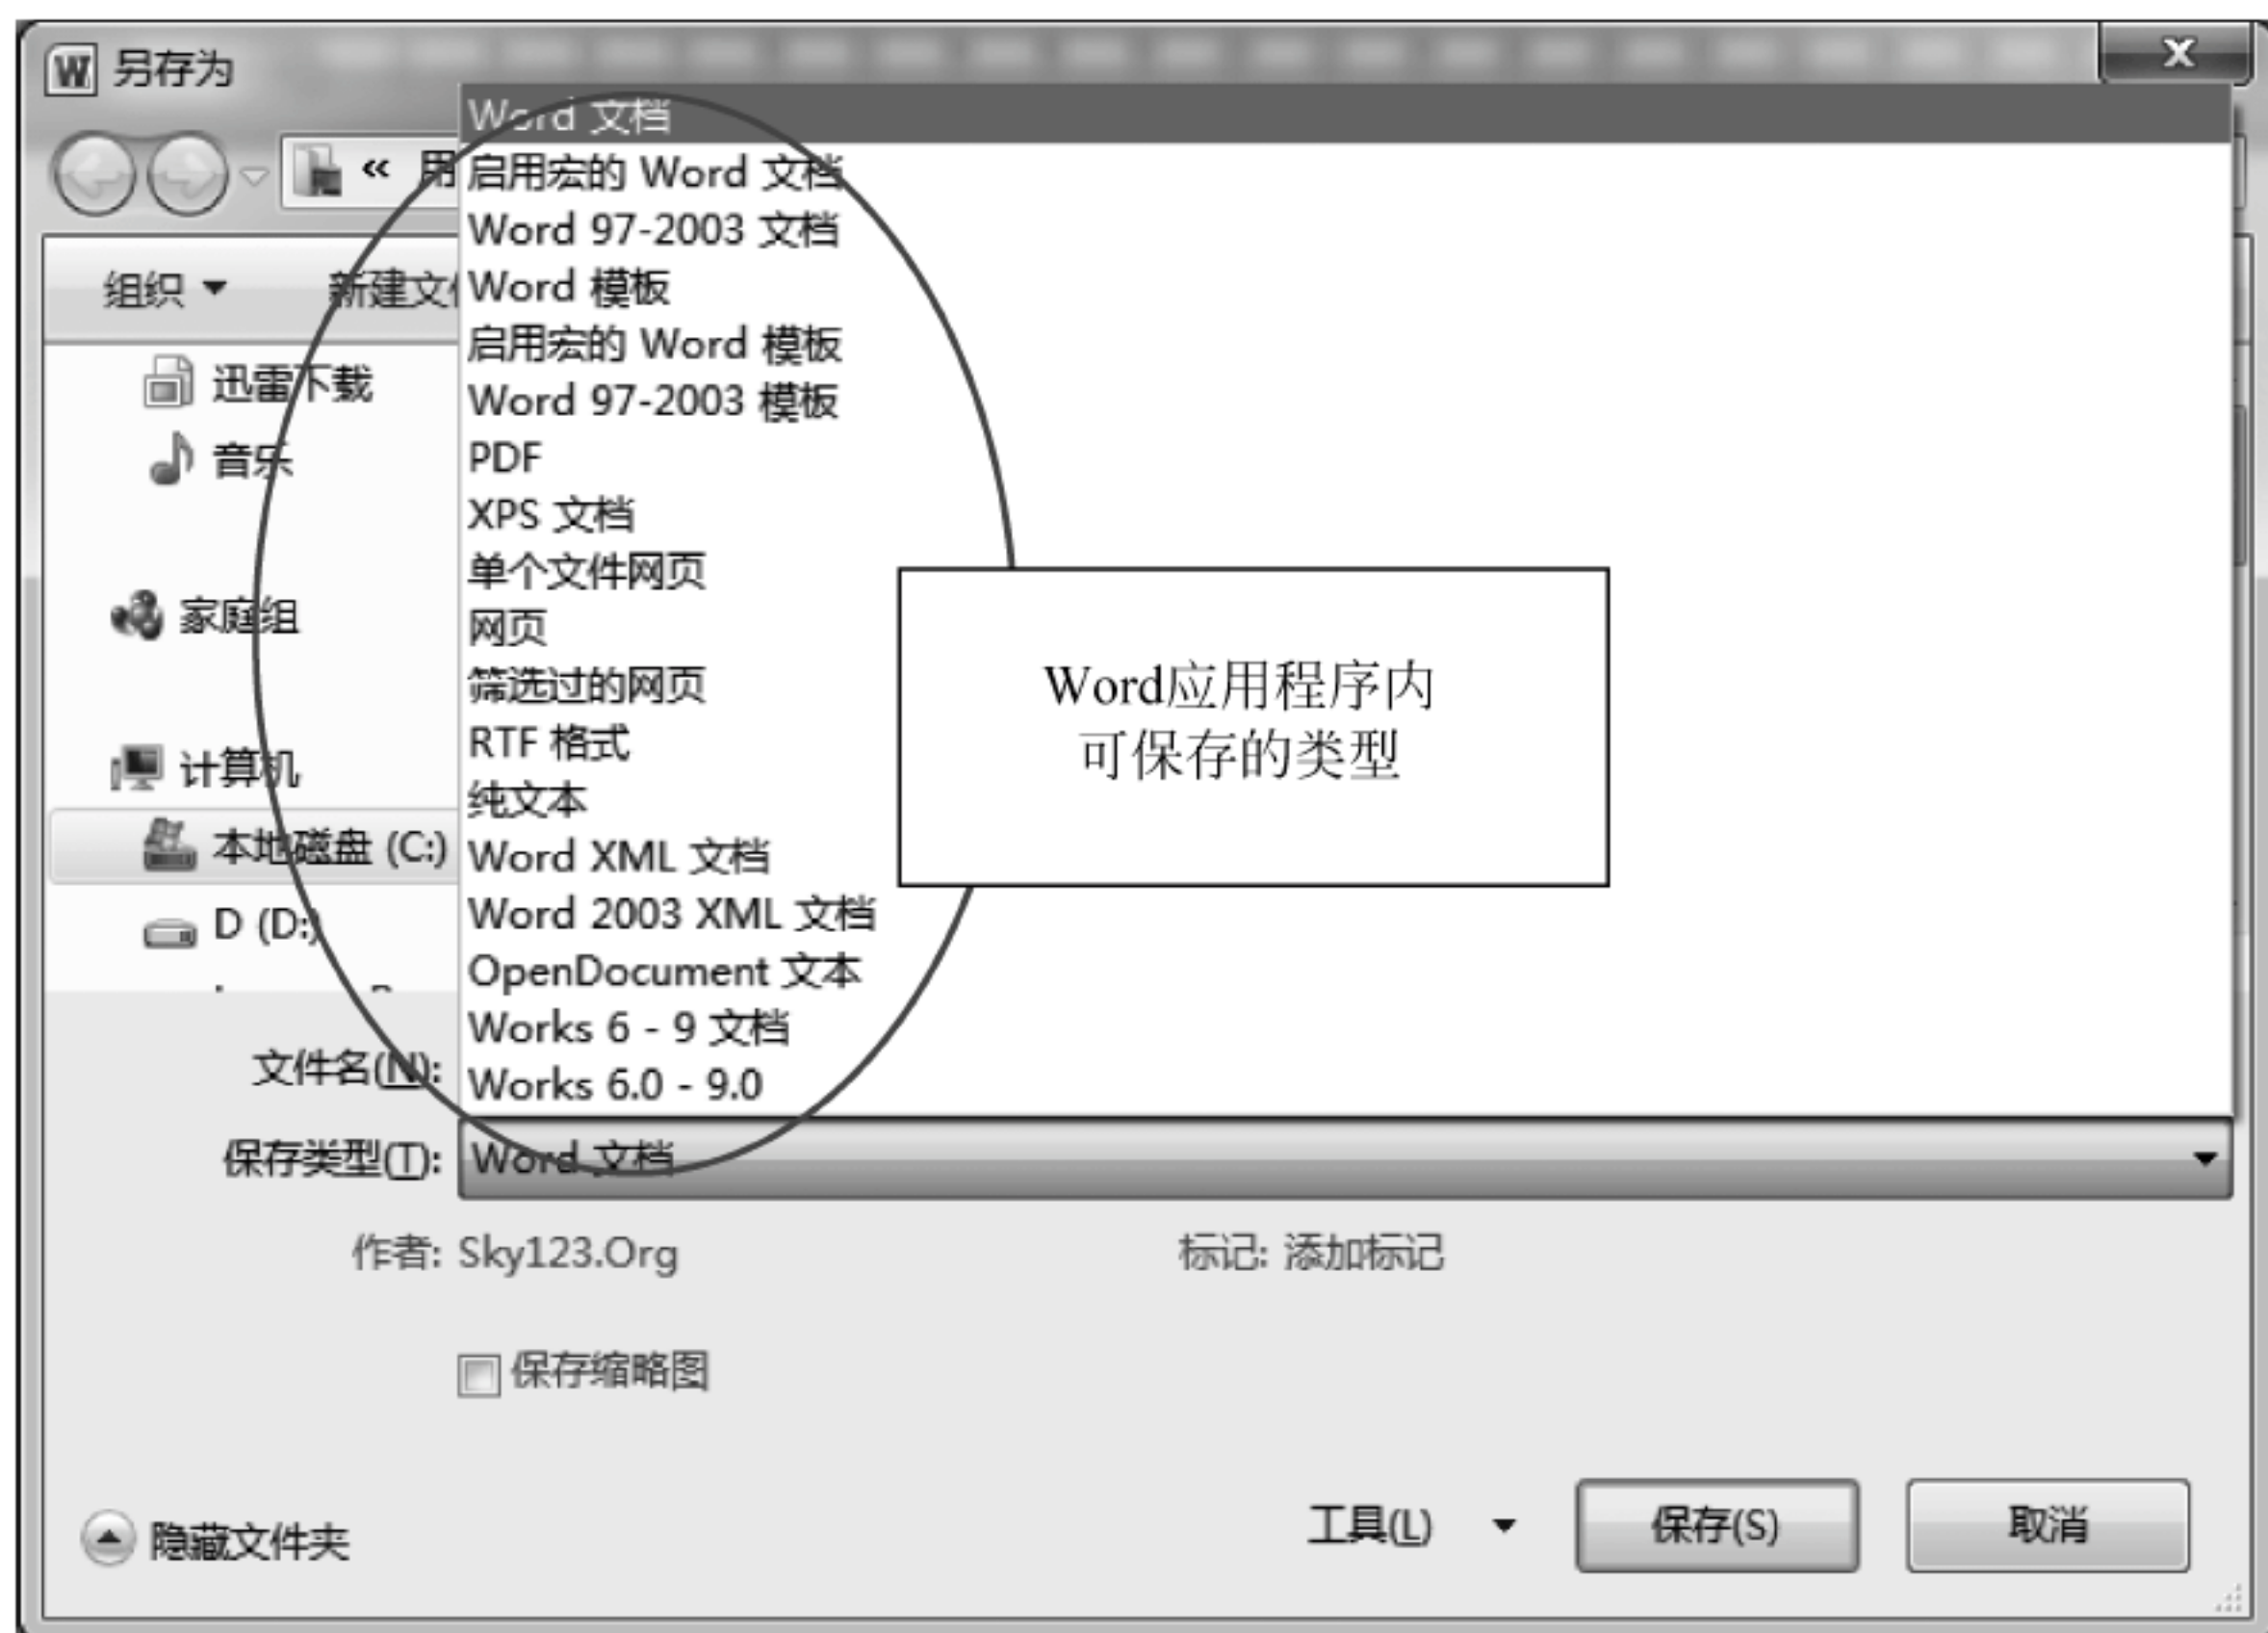 另存为
« 用
组织 新建文件
迅雷下载
音乐
家庭组
计算机
本地磁盘 (C:)
D (D:)
Word 文档
启用宏的 Word 文档
Word 97-2003 文档
Word 模板
启用宏的 Word 模板
Word 97-2003 模板
PDF
XPS 文档
单个文件网页
网页
筛选过的网页
RTF 格式
纯文本
Word XML 文档
Word 2003 XML 文档
OpenDocument 文本
Works 6 - 9 文档
Works 6.0 - 9.0
Word应用程序内
可保存的类型
文件名(N):
保存类型(T): Word 文档
作者: Sky123.Org 标记: 添加标记
保存缩略图
隐藏文件夹 工具(L) 保存(S) 取消